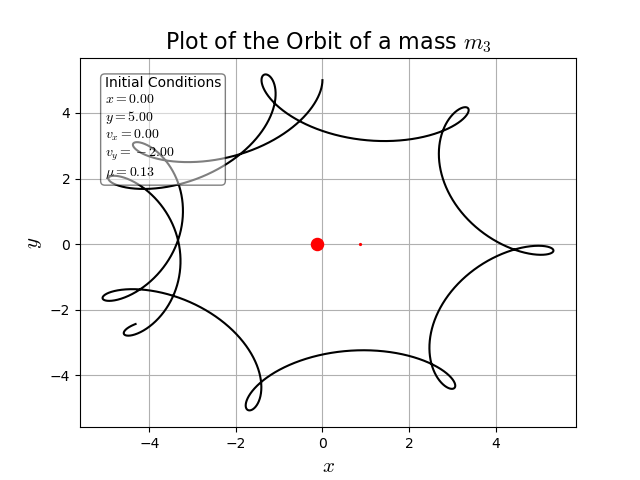 Plot of the Orbit of a mass m₃
Initial Conditions
x = 0.00
y = 5.00
vₓ = 0.00
v_y = −2.00
μ = 0.13
4
2
0
−2
−4
y
−4 −2 0 2 4
x